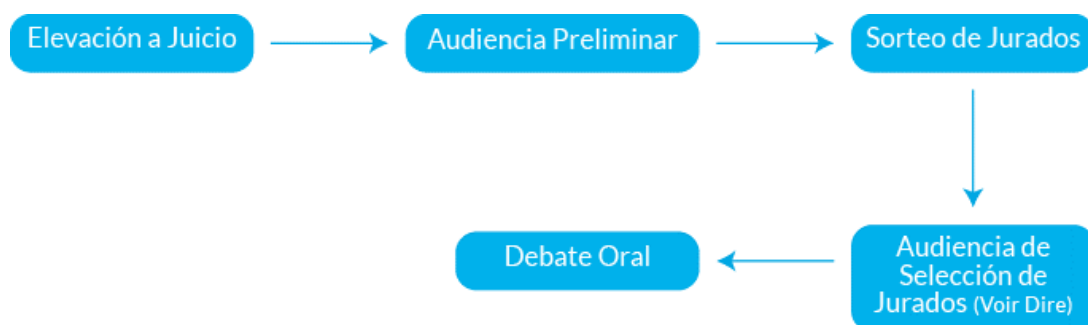 Elevación a Juicio
Audiencia Preliminar
Sorteo de Jurados
Audiencia de
Selección de
Jurados (Voir Dire)
Debate Oral